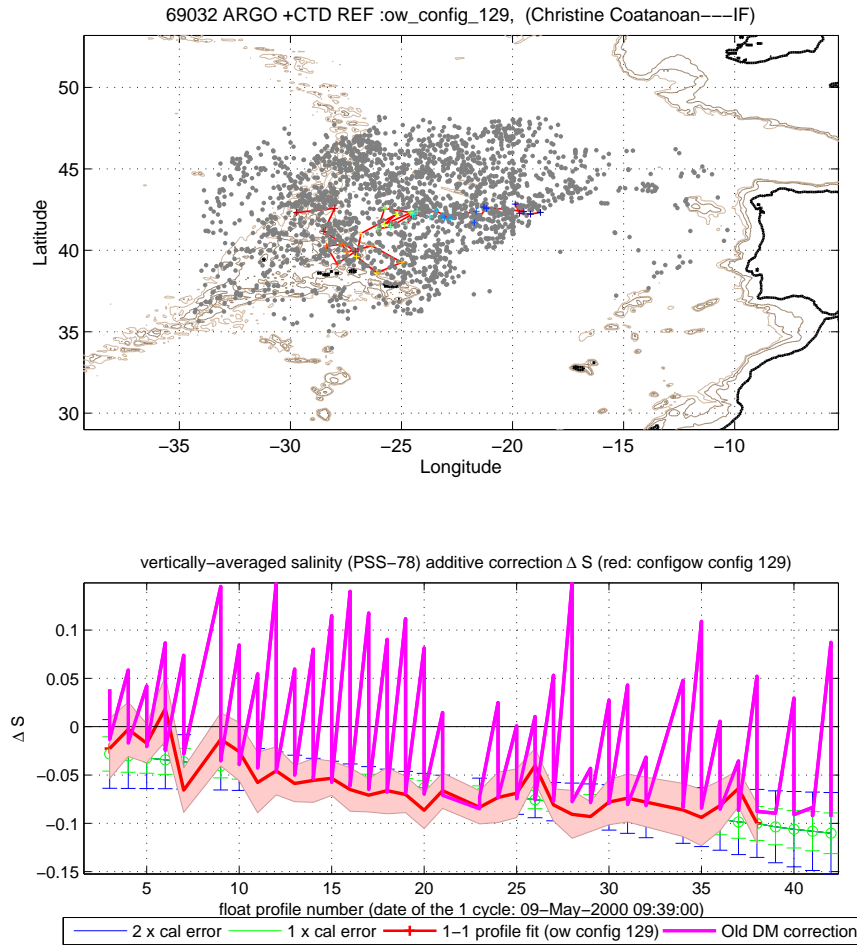 69032 ARGO +CTD REF :ow_config_129,  (Christine Coatanoan−−−IF)
50
45
40
35
30
Latitude
−35
−30
−25
−20
−15
−10
Longitude
vertically−averaged salinity (PSS−78) additive correction Δ S (red: configow config 129)
0.1
0.05
0
−0.05
−0.1
−0.15
Δ S
5
10
15
20
25
30
35
40
float profile number (date of the 1 cycle: 09−May−2000 09:39:00)
2 x cal error
1 x cal error
1−1 profile fit (ow config 129)
Old DM correction